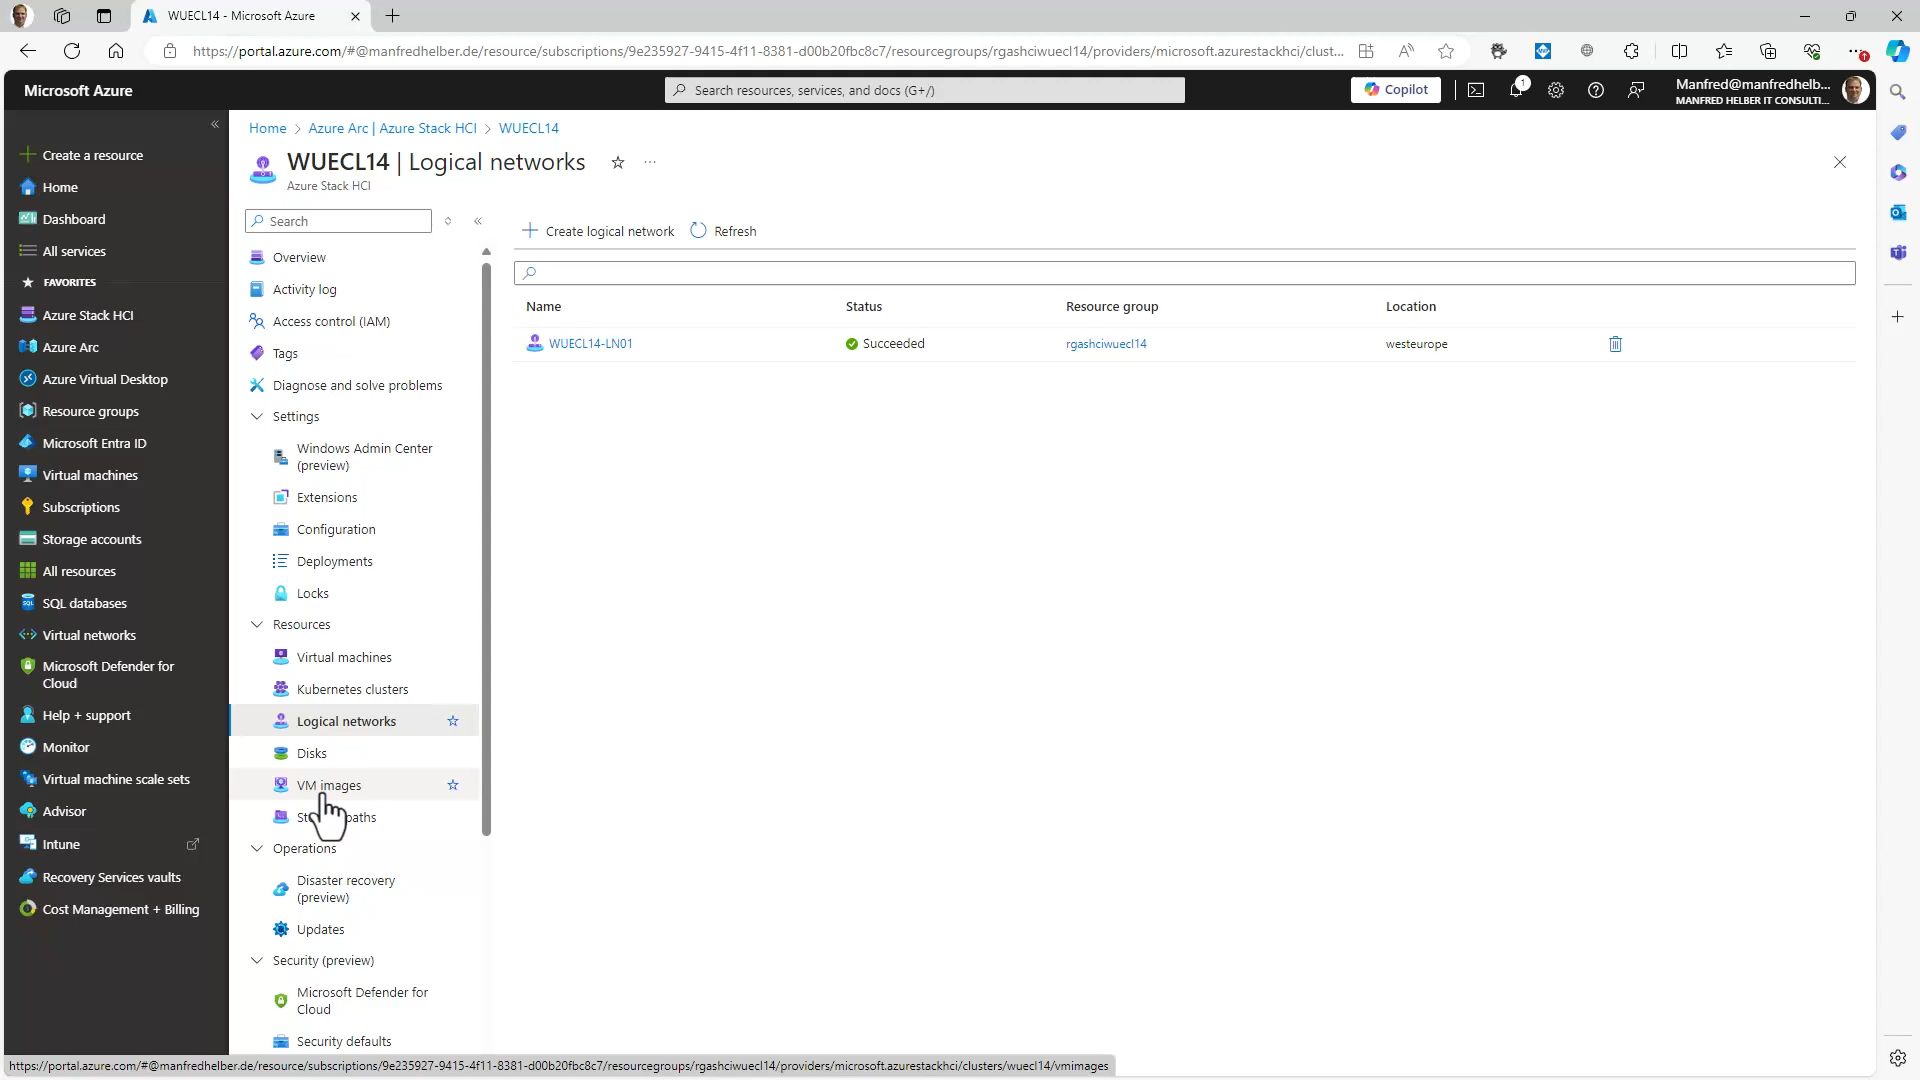 WUECL14 - Microsoft Azure
https://portal.azure.com/#@manfredhelber.de/resource/subscriptions/9e235927-9415-4f11-8381-d00b20fbc8c7/resourcegroups/rgashciwuecl14/providers/microsoft.azurestackhci/clust...
Microsoft Azure
Search resources, services, and docs (G+/)
Copilot
1
Manfred@manfredhelb...
MANFRED HELBER IT CONSULTI...
Create a resource
Home
Dashboard
All services
FAVORITES
Azure Stack HCI
Azure Arc
Azure Virtual Desktop
Resource groups
Microsoft Entra ID
Virtual machines
Subscriptions
Storage accounts
All resources
SQL databases
Virtual networks
Microsoft Defender for
Cloud
Help + support
Monitor
Virtual machine scale sets
Advisor
Intune
Recovery Services vaults
Cost Management + Billing
Home > Azure Arc | Azure Stack HCI > WUECL14
WUECL14 | Logical networks
Azure Stack HCI
Search
Overview
Activity log
Access control (IAM)
Tags
Diagnose and solve problems
Settings
Windows Admin Center
(preview)
Extensions
Configuration
Deployments
Locks
Resources
Virtual machines
Kubernetes clusters
Logical networks
Disks
VM images
paths
Operations
Disaster recovery
(preview)
Updates
Security (preview)
Microsoft Defender for
Cloud
Security defaults
Create logical network
Refresh
Name Status Resource group Location
WUECL14-LN01 Succeeded rgashciwuecl14 westeurope
https://portal.azure.com/#@manfredhelber.de/resource/subscriptions/9e235927-9415-4f11-8381-d00b20fbc8c7/resourcegroups/rgashciwuecl14/providers/microsoft.azurestackhci/clusters/wuecl14/vmimages